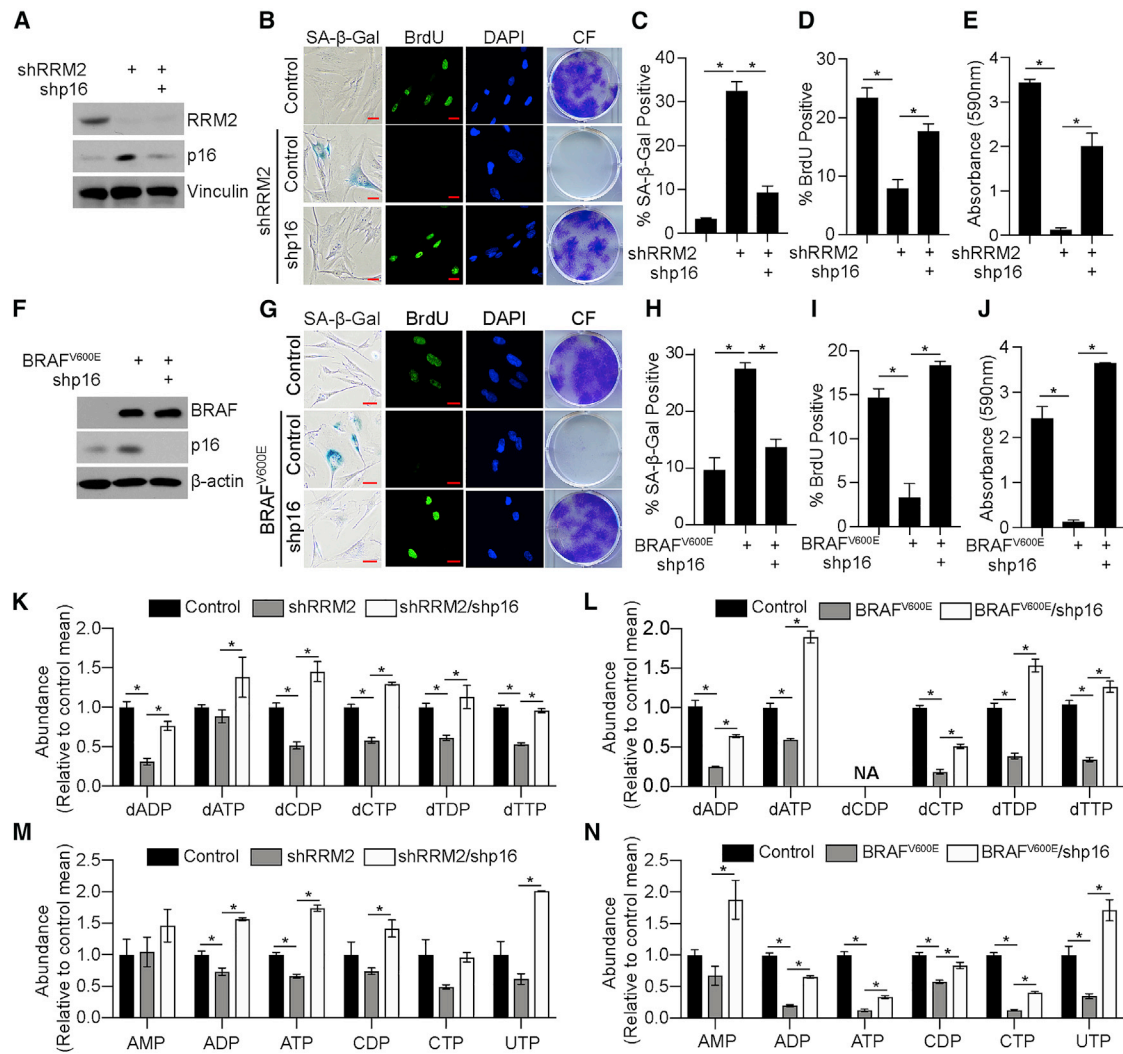 A
shRRM2 + +
shp16 +
RRM2
p16
Vinculin
B
SA-β-Gal BrdU DAPI CF
Control
shRRM2
Control
shp16
C
% SA-β-Gal Positive
40
30
20
10
0
* *
shRRM2 + +
shp16 +
D
% BrdU Positive
30
20
10
0
* *
shRRM2 + +
shp16 +
E
Absorbance (590nm)
4
3
2
1
0
* *
shRRM2 + +
shp16 +
F
BRAFV600E + +
shp16 +
BRAF
p16
β-actin
G
SA-β-Gal BrdU DAPI CF
Control
BRAFV600E
Control
shp16
H
% SA-β-Gal Positive
30
20
10
0
* *
BRAFV600E + +
shp16 +
I
% BrdU Positive
20
15
10
5
0
* *
BRAFV600E + +
shp16 +
J
Absorbance (590nm)
4
3
2
1
0
* *
BRAFV600E + +
shp16 +
K
Control shRRM2 shRRM2/shp16
Abundance
(Relative to control mean)
2.0
1.5
1.0
0.5
0.0
* * * * * * * * * * *
dADP dATP dCDP dCTP dTDP dTTP
L
Control BRAFV600E BRAFV600E/shp16
Abundance
(Relative to control mean)
2.0
1.5
1.0
0.5
0.0
* * * * * * * * * *
NA
dADP dATP dCDP dCTP dTDP dTTP
M
Control shRRM2 shRRM2/shp16
Abundance
(Relative to control mean)
2.5
2.0
1.5
1.0
0.5
0.0
* * * * * *
AMP ADP ATP CDP CTP UTP
N
Control BRAFV600E BRAFV600E/shp16
Abundance
(Relative to control mean)
2.5
2.0
1.5
1.0
0.5
0.0
* * * * * * * * * * *
AMP ADP ATP CDP CTP UTP